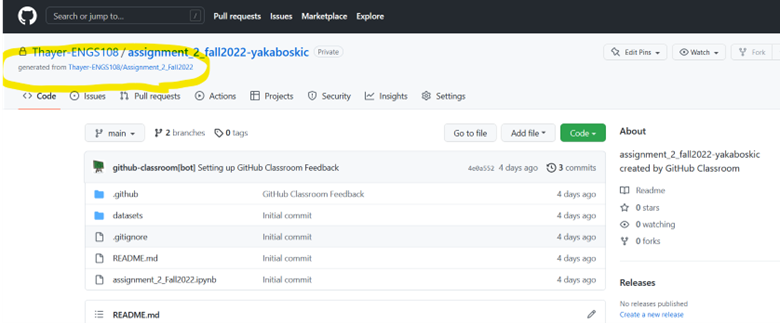 Search or jump to... / Pull requests Issues Marketplace Explore
Thayer-ENGS108 / assignment_2_fall2022-yakaboskic Private Edit Pins Watch Fork
generated from Thayer-ENGS108/Assignment_2_Fall2022
Code Issues Pull requests Actions Projects Security Insights Settings
main 2 branches 0 tags Go to file Add file Code About
assignment_2_fall2022-yakaboskic
created by GitHub Classroom
github-classroom[bot] Setting up GitHub Classroom Feedback 4e0a552 4 days ago 3 commits
.github GitHub Classroom Feedback 4 days ago
Readme
datasets Initial commit 4 days ago
0 stars
.gitignore Initial commit 4 days ago
0 watching
README.md Initial commit 4 days ago
0 forks
assignment_2_Fall2022.ipynb Initial commit 4 days ago
Releases
No releases published
README.md
Create a new release